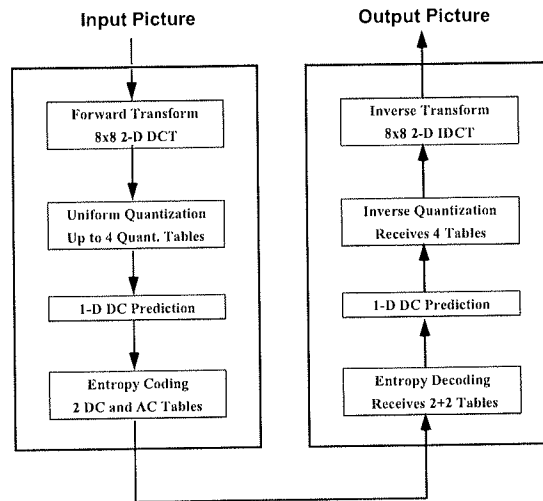 Input Picture
Forward Transform
8x8 2-D DCT
Uniform Quantization
Up to 4 Quant. Tables
1-D DC Prediction
Entropy Coding
2 DC and AC Tables
Output Picture
Inverse Transform
8x8 2-D IDCT
Inverse Quantization
Receives 4 Tables
1-D DC Prediction
Entropy Decoding
Receives 2+2 Tables